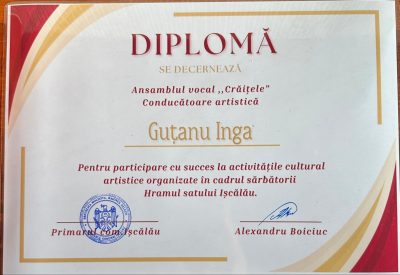 DIPLOMĂ
SE DECERNEAZĂ
Ansamblul vocal ,,Crăițele"
Conducătoare artistică
Guțanu Inga
Pentru participare cu succes la activitățile cultural
artistice organizate în cadrul sărbătorii
Hramul satului Ișcălău.
Primarul com.Ișcălău
Alexandru Boiciuc